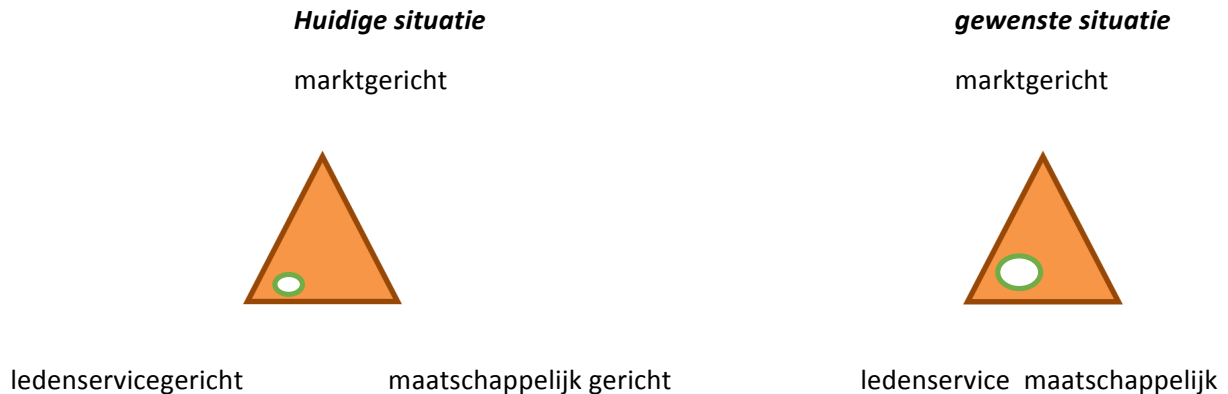 Huidige situatie gewenste situatie
marktgericht marktgericht
ledenservicegericht maatschappelijk gericht ledenservice maatschappelijk